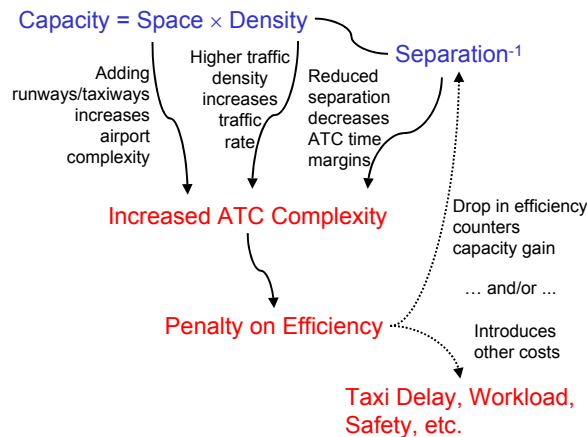 Capacity = Space × Density
Separation⁻¹
Adding
runways/taxiways
increases
airport
complexity
Higher traffic
density
increases
traffic
rate
Reduced
separation
decreases
ATC time
margins
Increased ATC Complexity
Drop in efficiency
counters
capacity gain
... and/or ...
Penalty on Efficiency
Introduces
other costs
Taxi Delay, Workload,
Safety, etc.